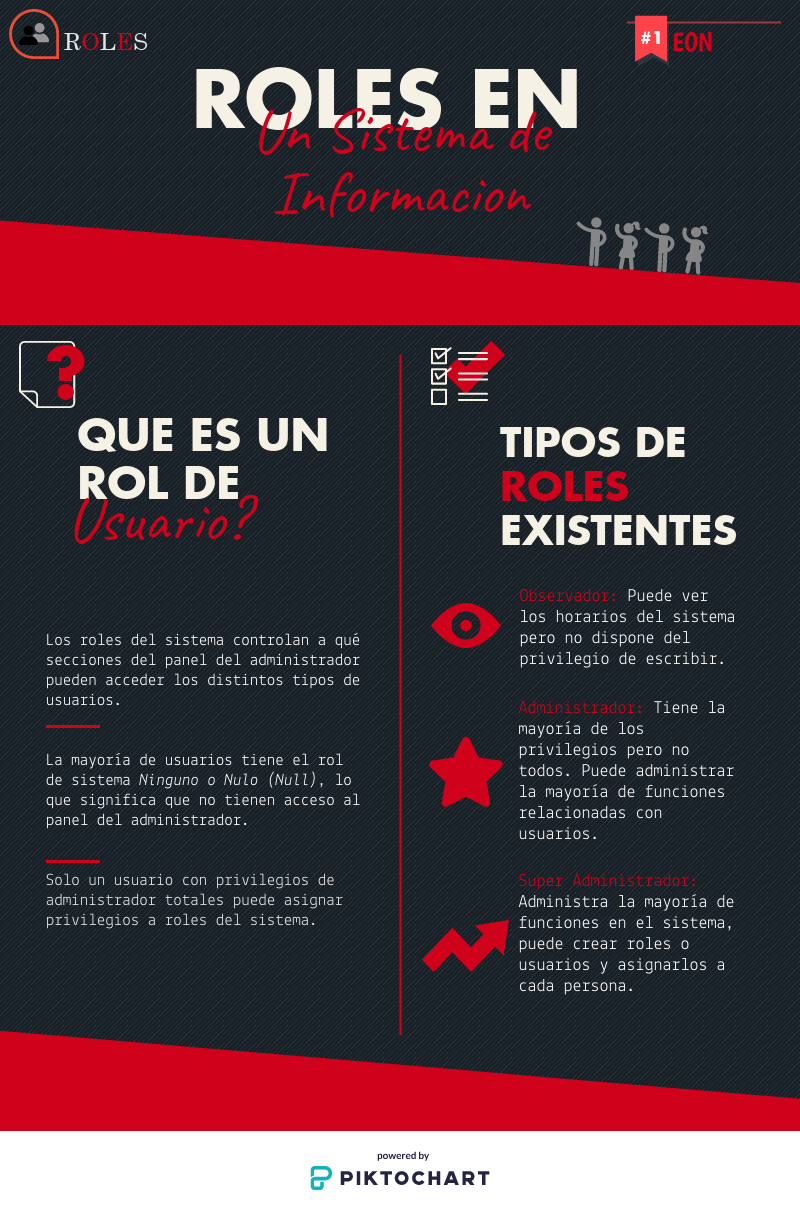 ROLES
#1 EON
ROLES EN
Un Sistema de
Informacion
?
QUE ES UN
ROL DE
Usuario?
Los roles del sistema controlan a qué
secciones del panel del administrador
pueden acceder los distintos tipos de
usuarios.
La mayoría de usuarios tiene el rol
de sistema Ninguno o Nulo (Null), lo
que significa que no tienen acceso al
panel del administrador.
Solo un usuario con privilegios de
administrador totales puede asignar
privilegios a roles del sistema.
TIPOS DE
ROLES
EXISTENTES
Observador: Puede ver
los horarios del sistema
pero no dispone del
privilegio de escribir.
Administrador: Tiene la
mayoría de los
privilegios pero no
todos. Puede administrar
la mayoría de funciones
relacionadas con
usuarios.
Super Administrador:
Administra la mayoría de
funciones en el sistema,
puede crear roles o
usuarios y asignarlos a
cada persona.
powered by
PIKTOCHART